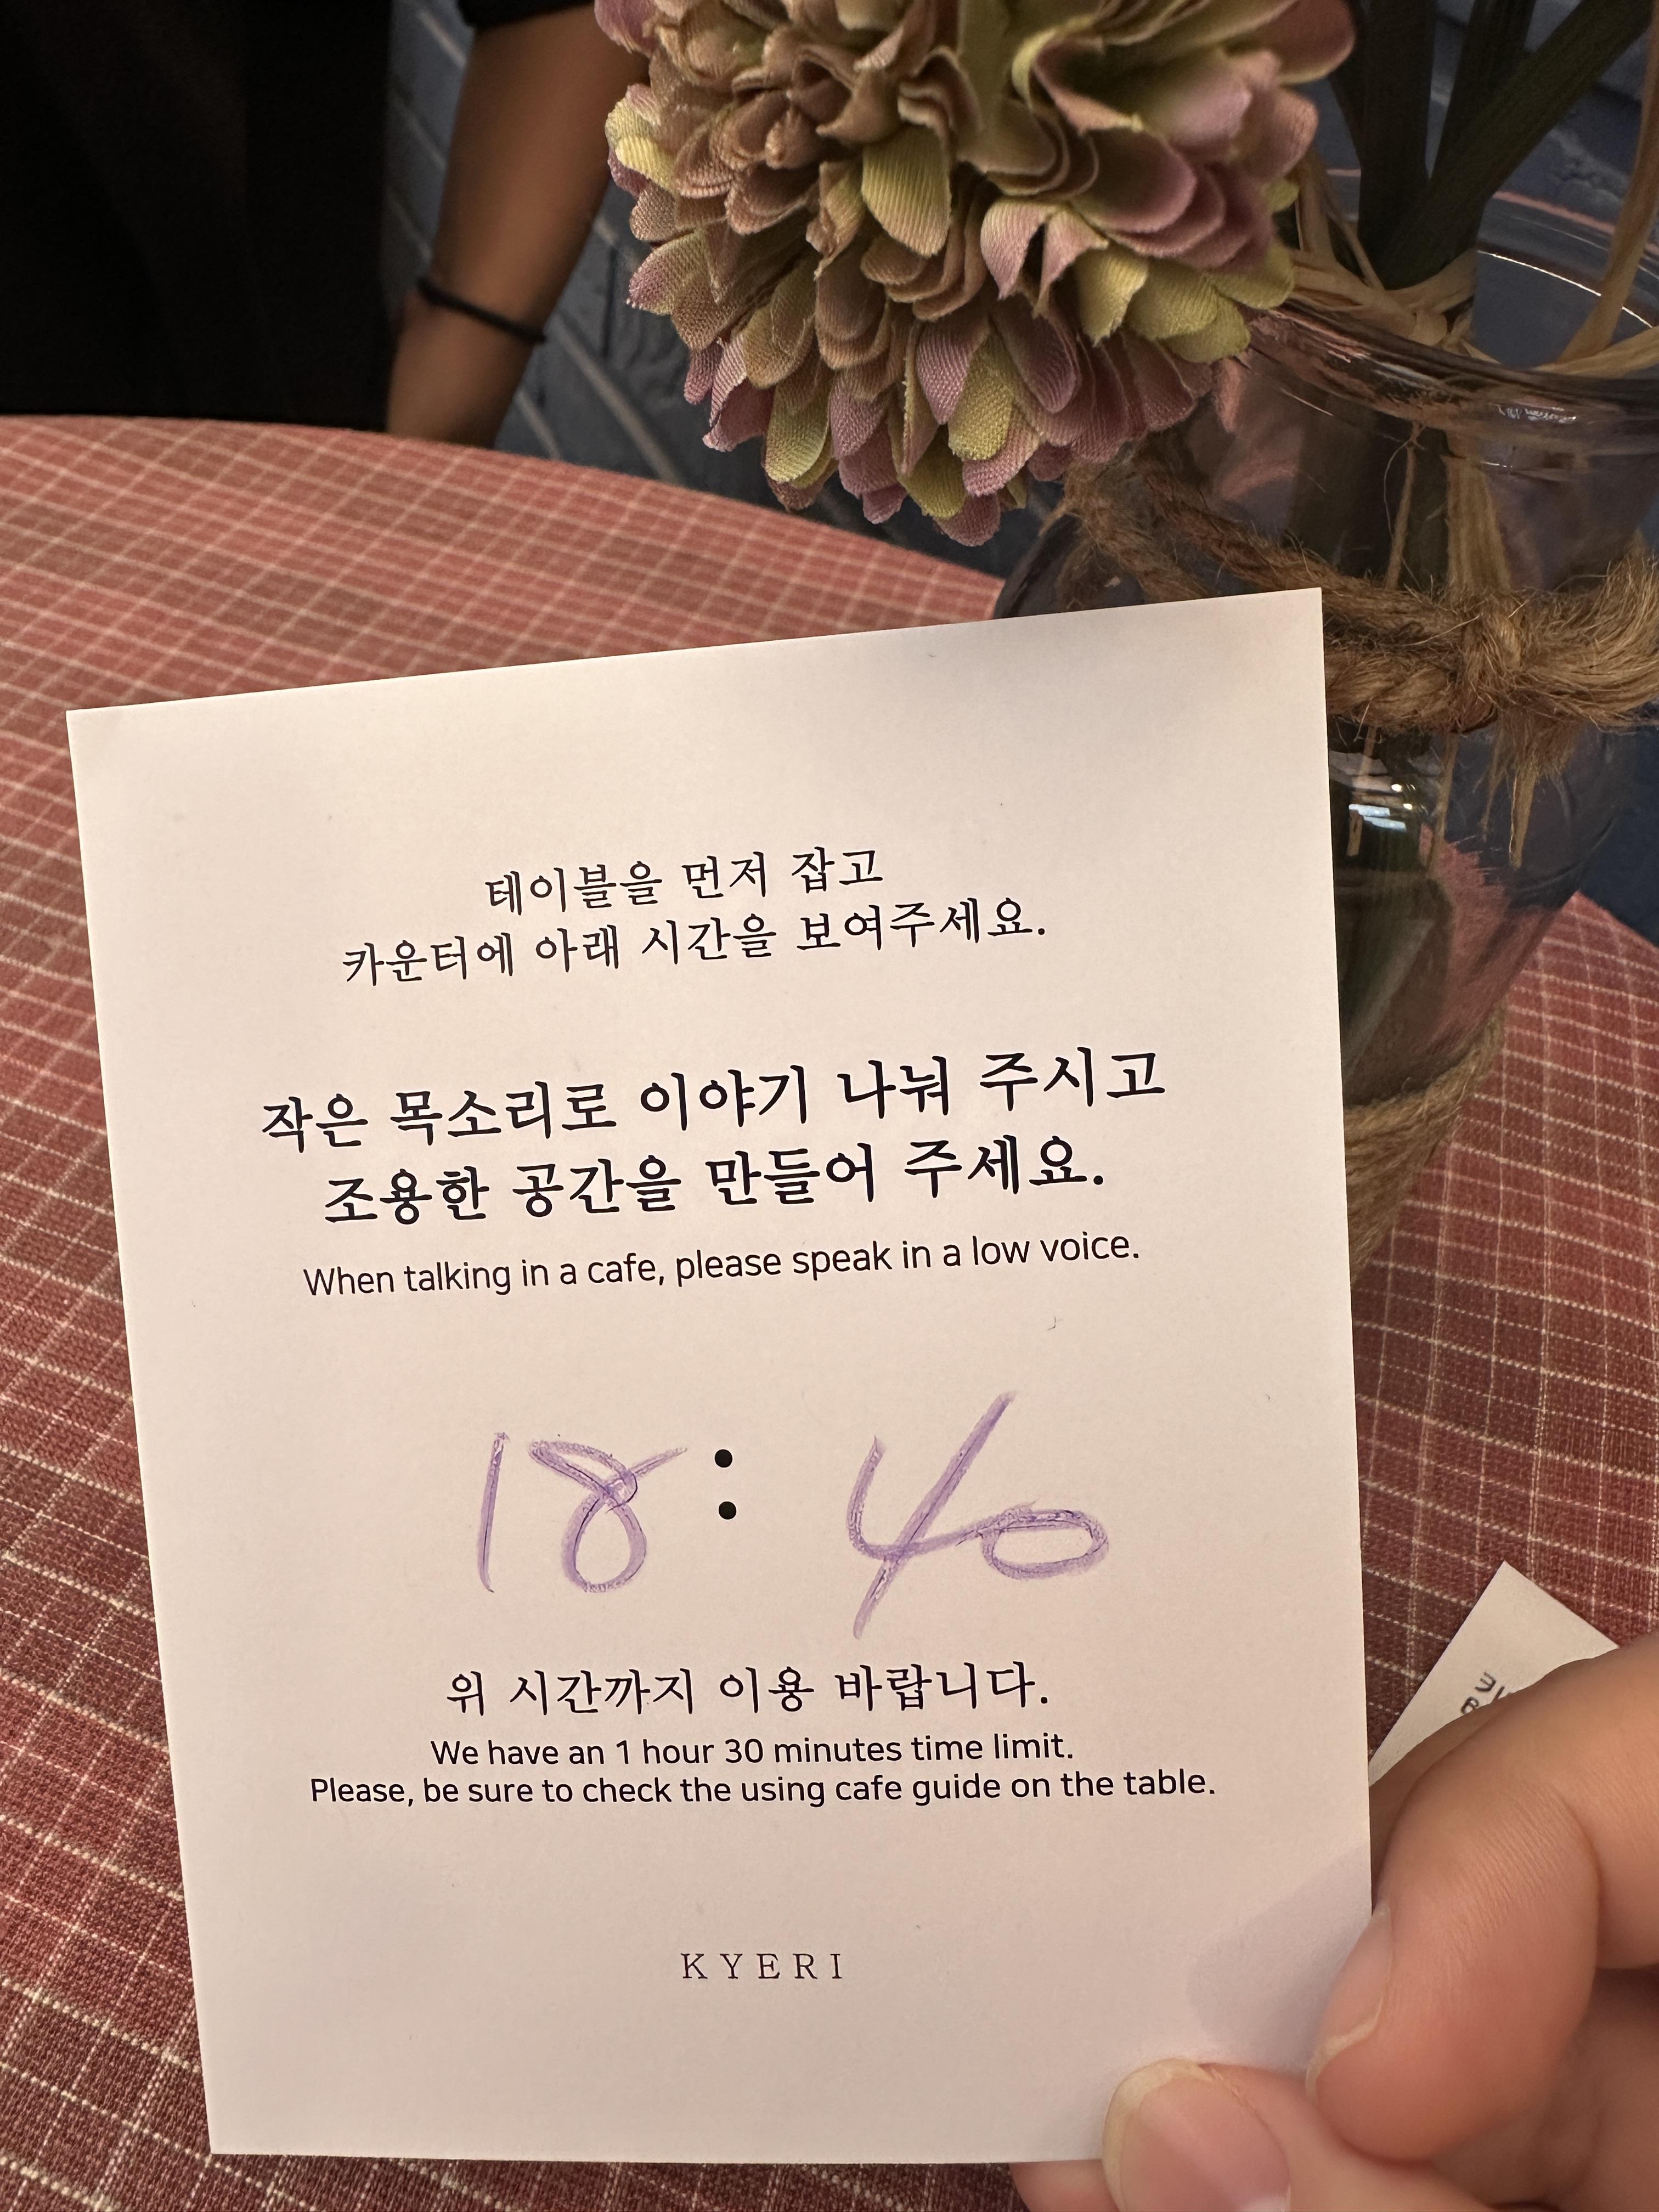 테이블을 먼저 잡고
카운터에 아래 시간을 보여주세요.
작은 목소리로 이야기 나눠 주시고
조용한 공간을 만들어 주세요.
When talking in a cafe, please speak in a low voice.
18 : 40
위 시간까지 이용 바랍니다.
We have an 1 hour 30 minutes time limit.
Please, be sure to check the using cafe guide on the table.
KYERI